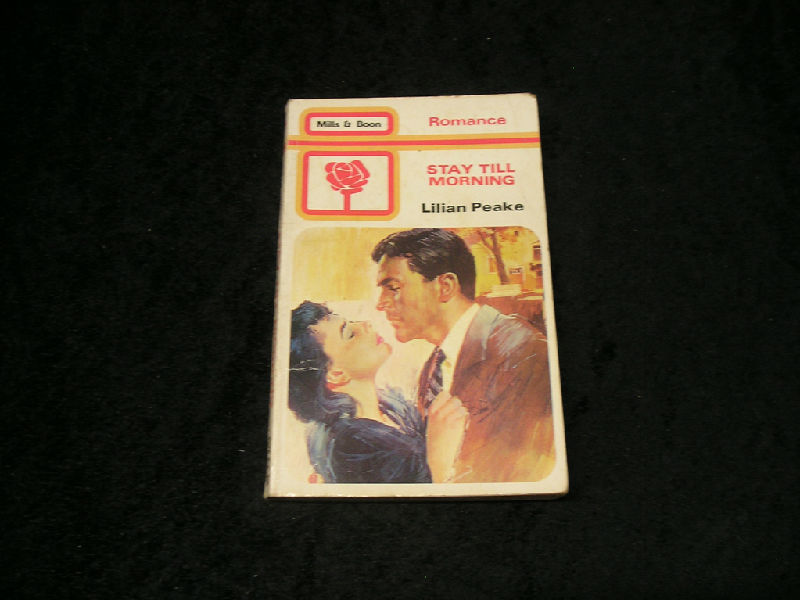 Mills & Boon
Romance
STAY TILL
MORNING
Lilian Peake